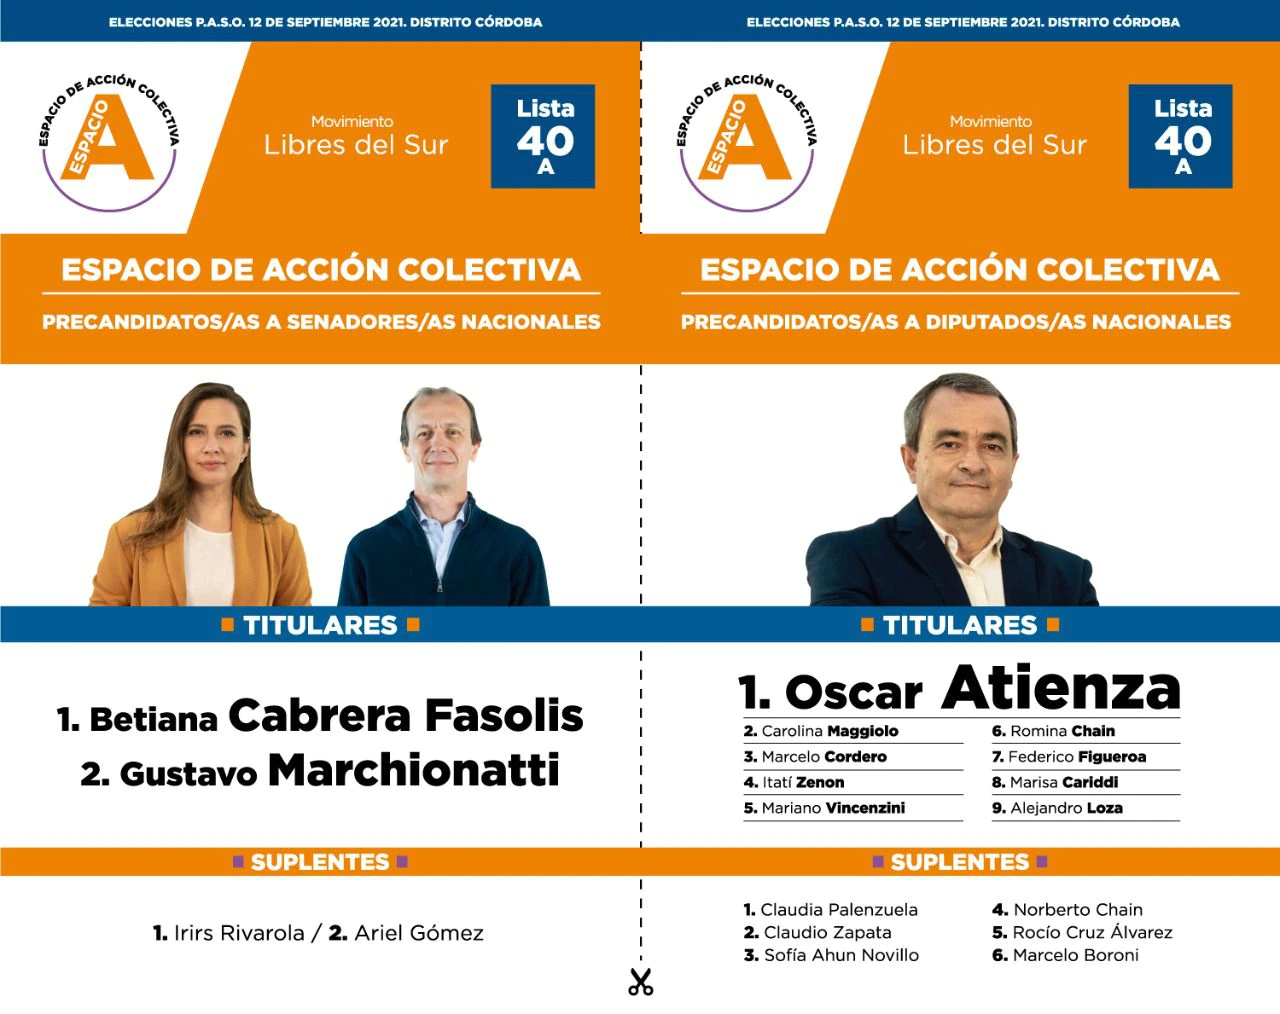 ELECCIONES P.A.S.O. 12 DE SEPTIEMBRE 2021. DISTRITO CÓRDOBA
ESPACIO DE ACCIÓN COLECTIVA
ESPACIO
A
Movimiento
Libres del Sur
Lista
40
A
ESPACIO DE ACCIÓN COLECTIVA
PRECANDIDATOS/AS A SENADORES/AS NACIONALES
TITULARES
1. Betiana Cabrera Fasolis
2. Gustavo Marchionatti
SUPLENTES
1. Irirs Rivarola / 2. Ariel Gómez
ELECCIONES P.A.S.O. 12 DE SEPTIEMBRE 2021. DISTRITO CÓRDOBA
ESPACIO DE ACCIÓN COLECTIVA
ESPACIO
A
Movimiento
Libres del Sur
Lista
40
A
ESPACIO DE ACCIÓN COLECTIVA
PRECANDIDATOS/AS A DIPUTADOS/AS NACIONALES
TITULARES
1. Oscar Atienza
2. Carolina Maggiolo
3. Marcelo Cordero
4. Itatí Zenon
5. Mariano Vincenzini
6. Romina Chain
7. Federico Figueroa
8. Marisa Cariddi
9. Alejandro Loza
SUPLENTES
1. Claudia Palenzuela
2. Claudio Zapata
3. Sofía Ahun Novillo
4. Norberto Chain
5. Rocío Cruz Álvarez
6. Marcelo Boroni